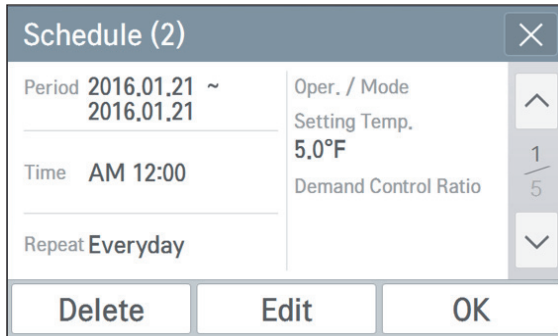 Schedule (2)
Period 2016.01.21 ~
2016.01.21
Time AM 12:00
Repeat Everyday
Oper. / Mode
Setting Temp.
5.0°F
Demand Control Ratio
1
5
Delete Edit OK